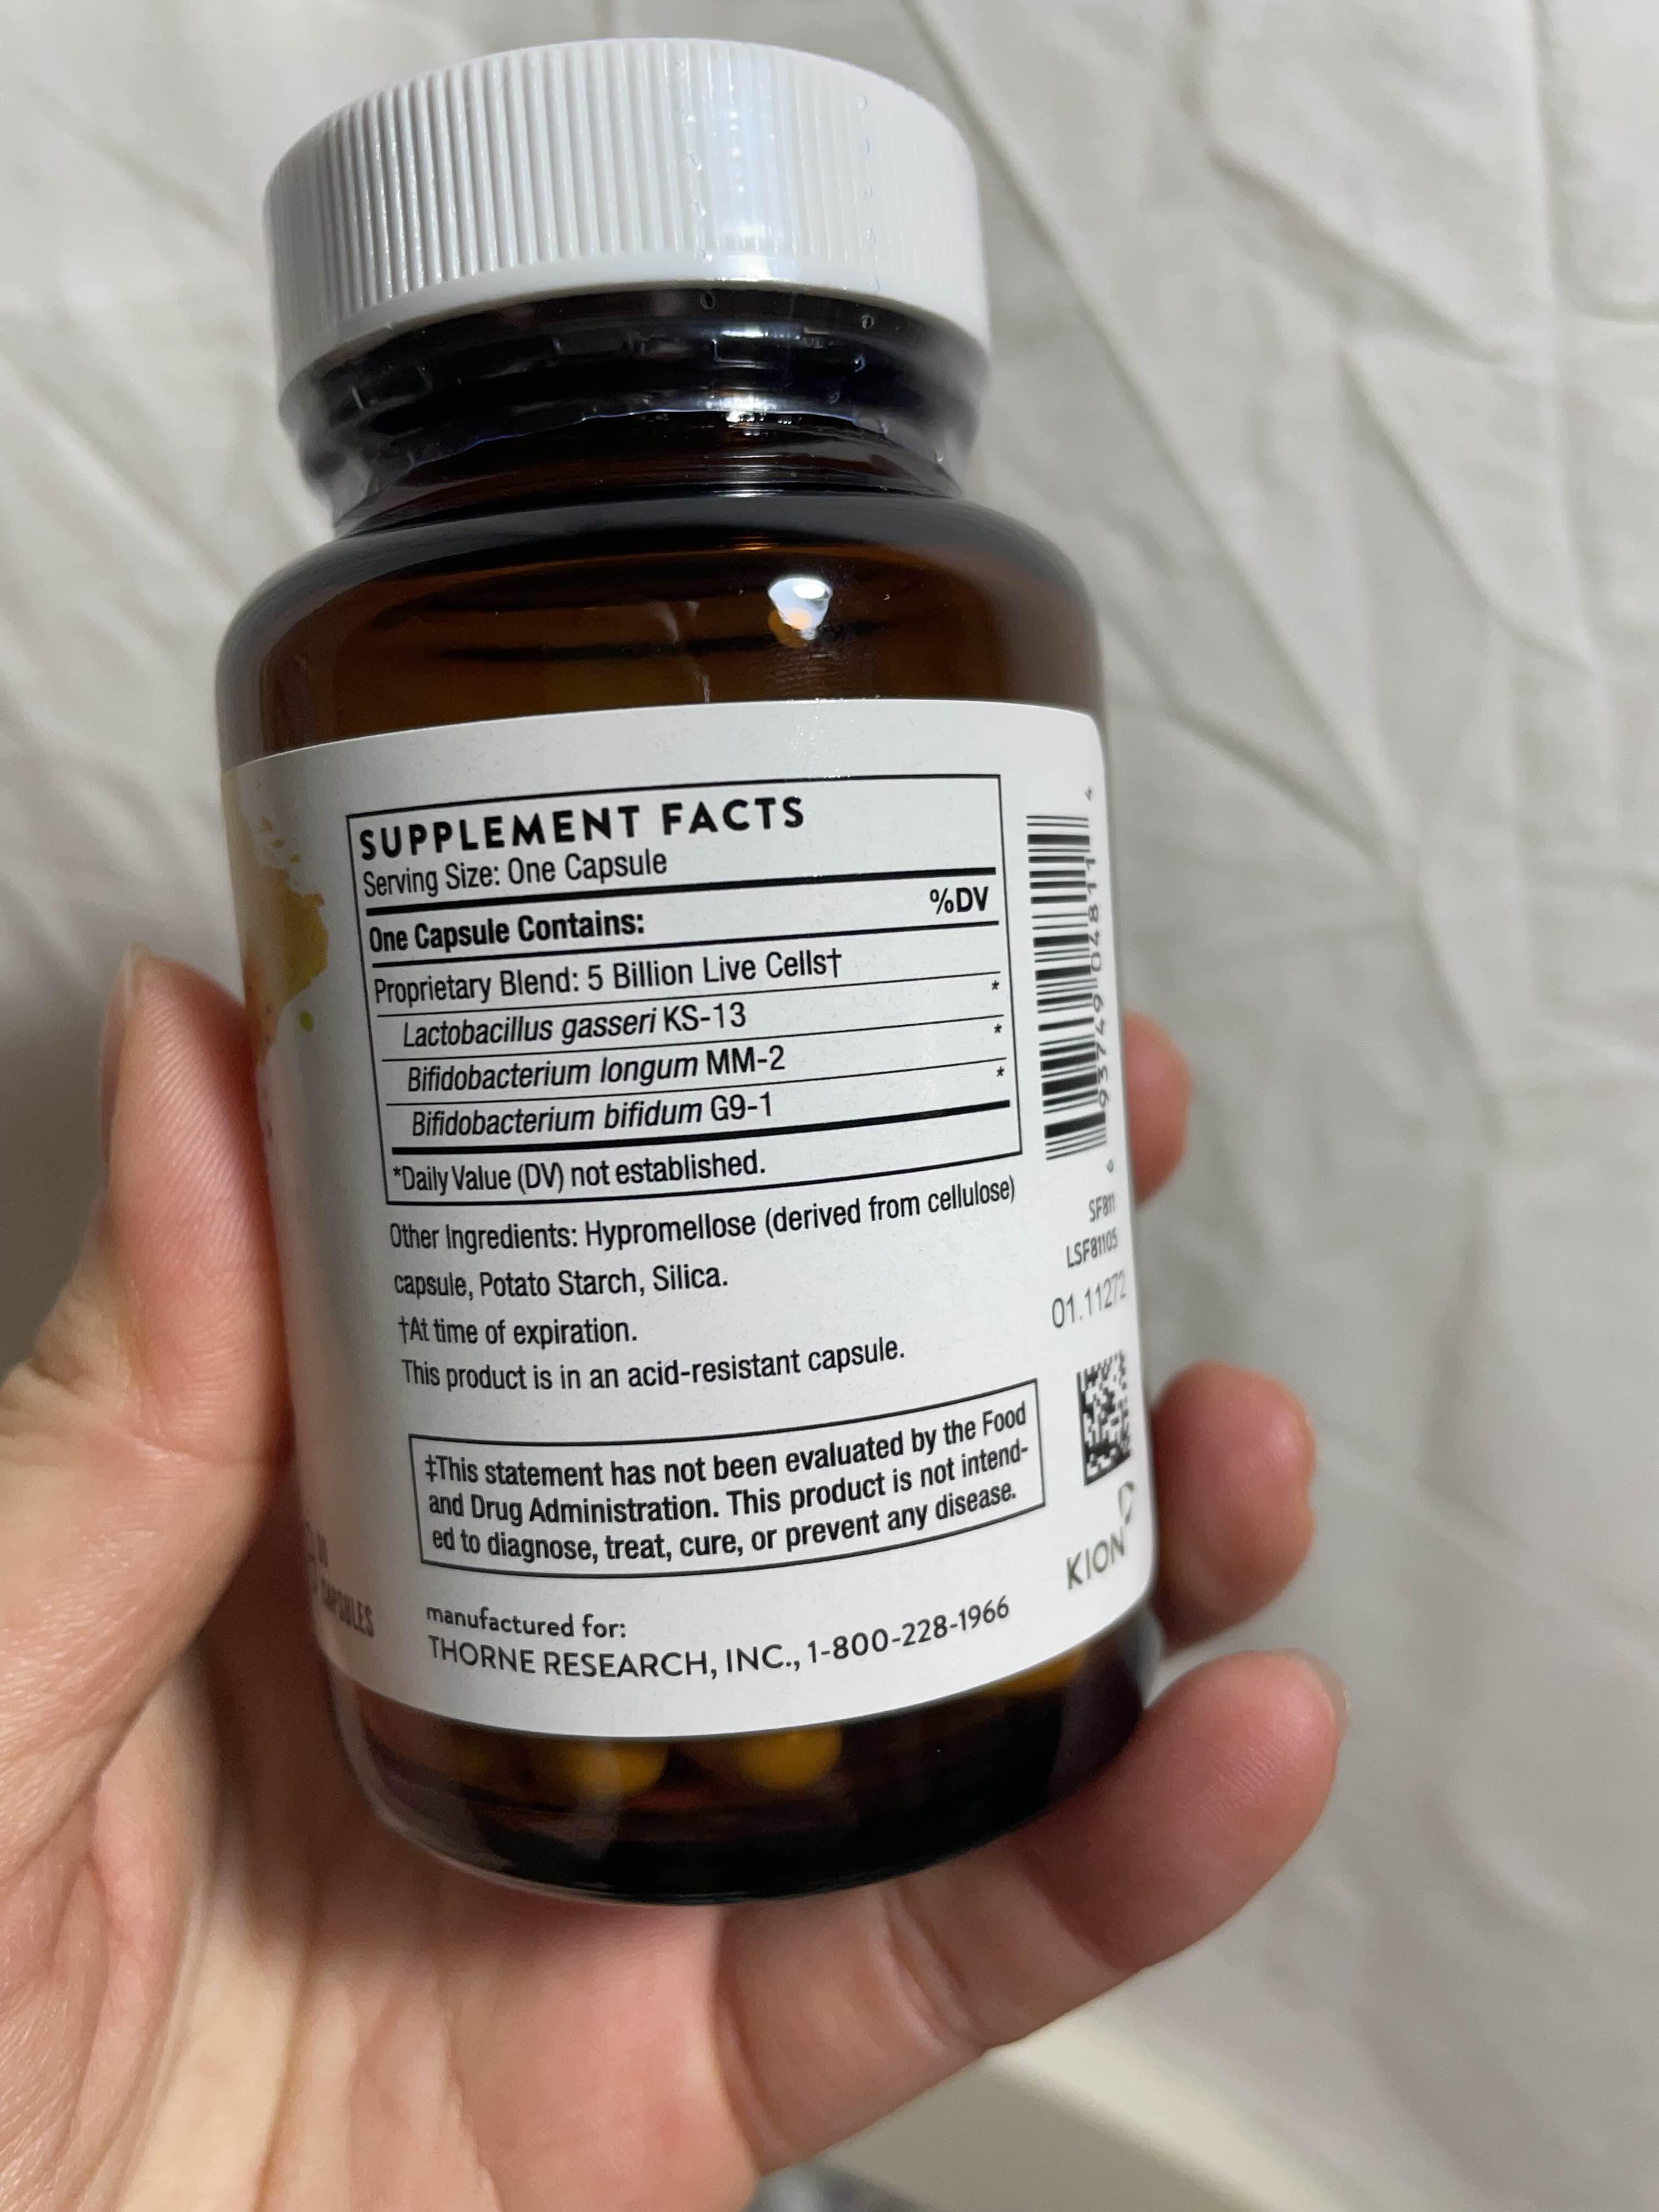 SUPPLEMENT FACTS
Serving Size: One Capsule
One Capsule Contains: %DV
Proprietary Blend: 5 Billion Live Cells†
Lactobacillus gasseri KS-13 *
Bifidobacterium longum MM-2 *
Bifidobacterium bifidum G9-1 *
*Daily Value (DV) not established.
Other Ingredients: Hypromellose (derived from cellulose)
capsule, Potato Starch, Silica.
†At time of expiration.
This product is in an acid-resistant capsule.
‡This statement has not been evaluated by the Food
and Drug Administration. This product is not intend-
ed to diagnose, treat, cure, or prevent any disease.
manufactured for:
THORNE RESEARCH, INC., 1-800-228-1966
CAPSULES
6 93749 04811 4
SF811
LSF81105
01.11272
KION